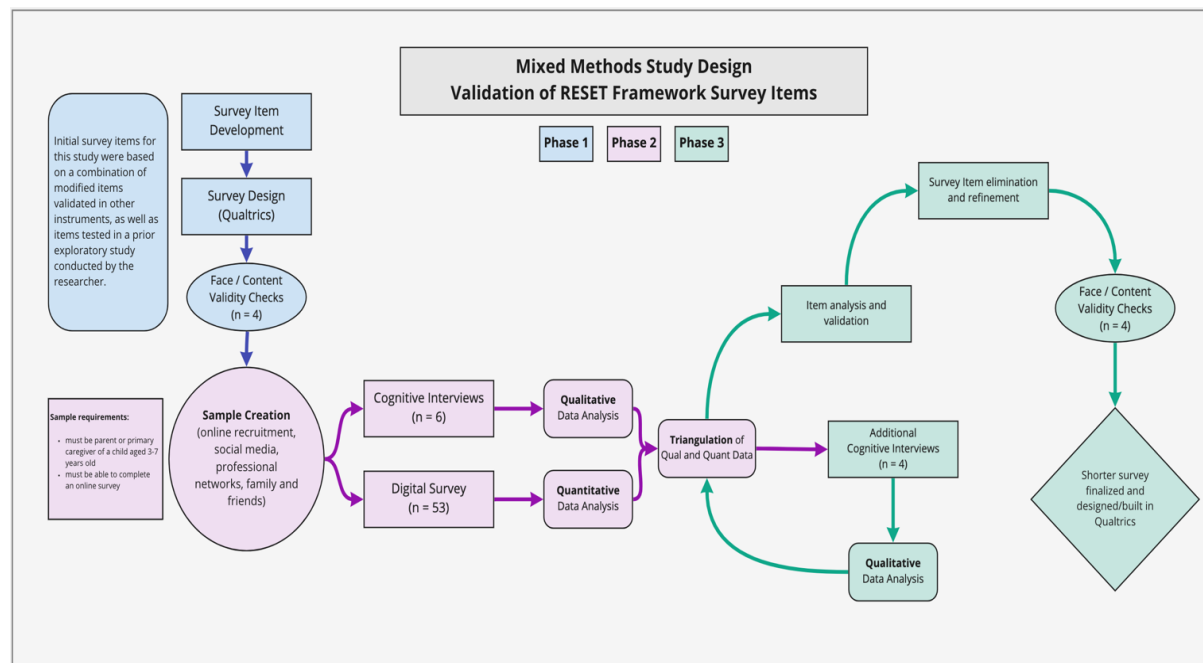 Mixed Methods Study Design
Validation of RESET Framework Survey Items
Phase 1
Phase 2
Phase 3
Initial survey items for
this study were based
on a combination of
modified items
validated in other
instruments, as well as
items tested in a prior
exploratory study
conducted by the
researcher.
Survey Item
Development
Survey Design
(Qualtrics)
Face / Content
Validity Checks
(n = 4)
Sample requirements:
• must be parent or primary
caregiver of a child aged 3-7
years old
• must be able to complete
an online survey
Sample Creation
(online recruitment,
social media,
professional
networks, family and
friends)
Cognitive Interviews
(n = 6)
Digital Survey
(n = 53)
Qualitative
Data Analysis
Quantitative
Data Analysis
Triangulation of
Qual and Quant Data
Additional
Cognitive Interviews
(n = 4)
Qualitative
Data Analysis
Item analysis and
validation
Survey Item elimination
and refinement
Face / Content
Validity Checks
(n = 4)
Shorter survey
finalized and
designed/built in
Qualtrics